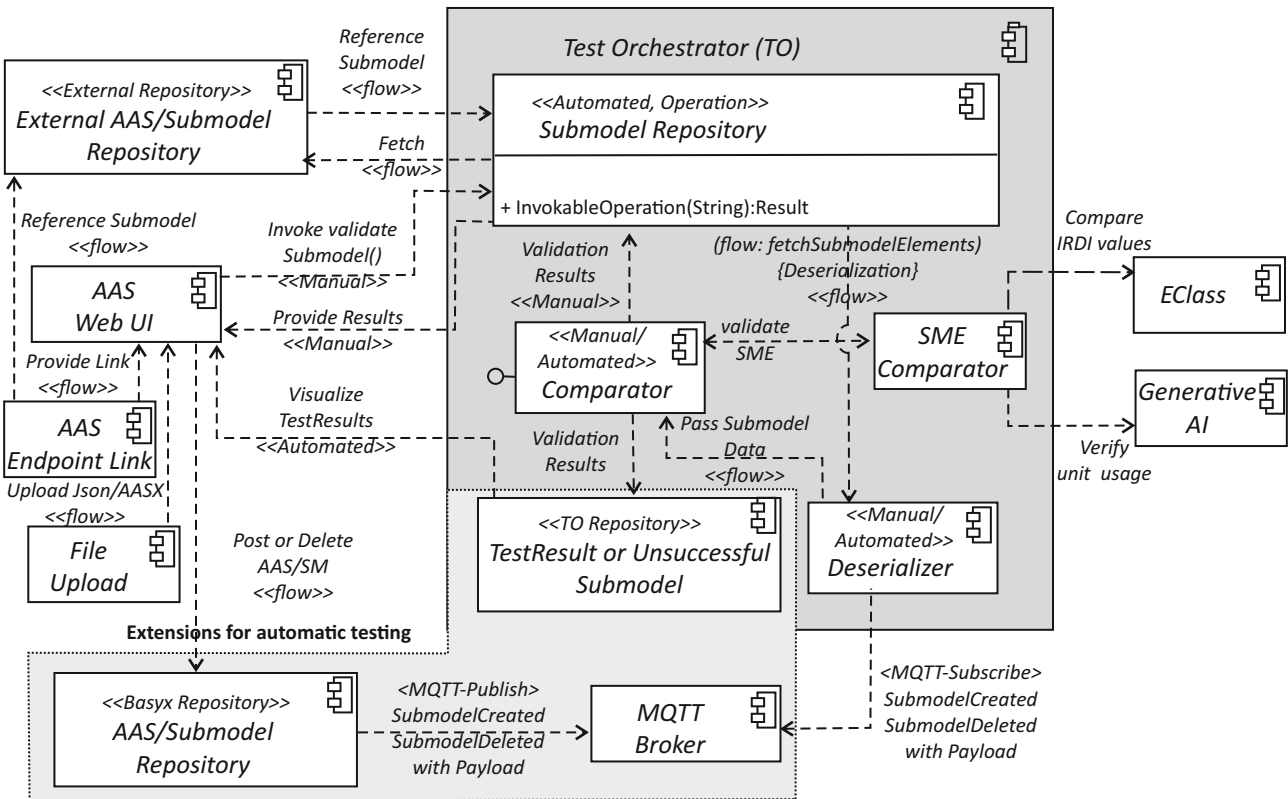 Test Orchestrator (TO)
Reference
Submodel
<<flow>>
<<External Repository>>
External AAS/Submodel
Repository
<<Automated, Operation>>
Submodel Repository
+ InvokableOperation(String):Result
Fetch
<<flow>>
Reference Submodel
<<flow>>
Invoke validate
Submodel()
<<Manual>>
AAS
Web UI
Provide Results
<<Manual>>
Validation
Results
<<Manual>>
(flow: fetchSubmodelElements)
{Deserialization}
<<flow>>
Compare
IRDI values
EClass
<<Manual/
Automated>>
Comparator
validate
SME
SME
Comparator
Generative
AI
Verify
unit usage
Provide Link
<<flow>>
AAS
Endpoint Link
Visualize
TestResults
<<Automated>>
Validation
Results
Pass Submodel
Data
<<flow>>
Upload Json/AASX
<<flow>>
File
Upload
Post or Delete
AAS/SM
<<flow>>
<<TO Repository>>
TestResult or Unsuccessful
Submodel
<<Manual/
Automated>>
Deserializer
Extensions for automatic testing
<<Basyx Repository>>
AAS/Submodel
Repository
<MQTT-Publish>
SubmodelCreated
SubmodelDeleted
with Payload
MQTT
Broker
<MQTT-Subscribe>
SubmodelCreated
SubmodelDeleted
with Payload